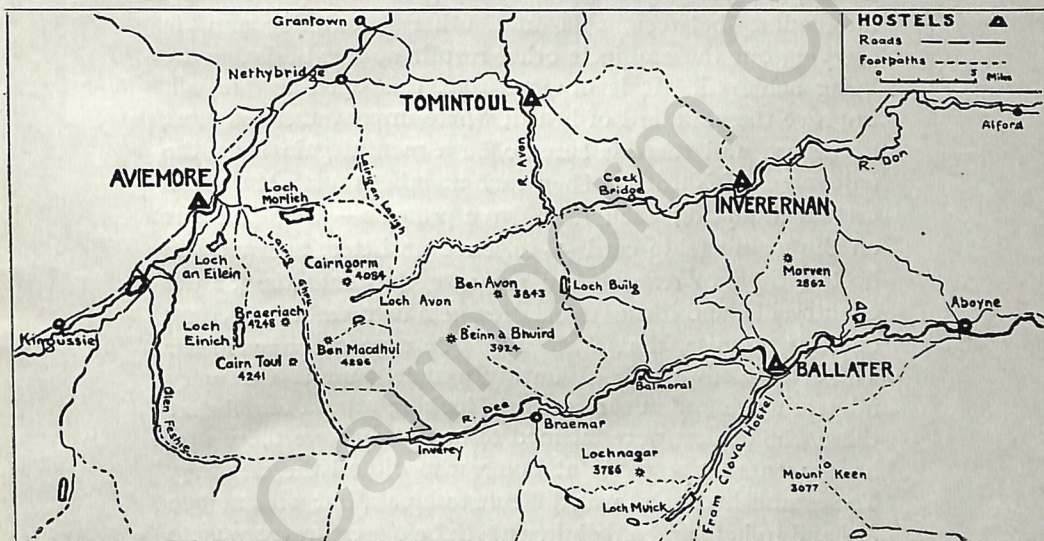 HOSTELS
Roads
Footpaths
0 5 Miles
Grantown
Nethybridge
TOMINTOUL
Alford
R. Don
R. Avon
AVIEMORE
Loch
Morlich
Lairig an Laoigh
Cock
Bridge
INVERERNAN
Loch
an Eilein
Lairig Ghru
Cairngorm
4084
Morven
2862
Loch Avon
Ben Avon
3843
Loch Builg
Aboyne
Kingussie
Braeriach
4248
Loch
Einich
Ben Macdhui
4296
Beinn a Bhuird
3924
Cairn Toul
4241
BALLATER
Balmoral
Glen Feshie
R. Dee
Braemar
Inverey
Lochnagar
3786
Mount Keen
3077
Loch Muick
From Clova Hostel
Cairngorm C